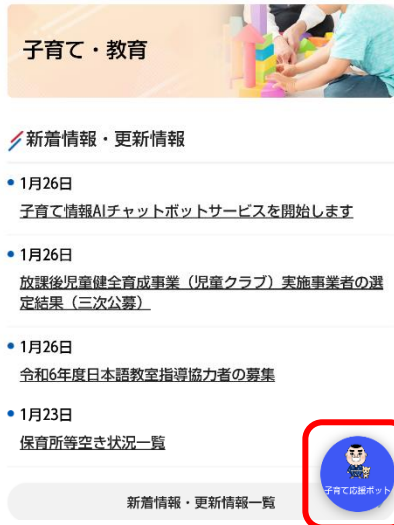 子育て・教育
新着情報・更新情報
1月26日
子育て情報AIチャットボットサービスを開始します
1月26日
放課後児童健全育成事業（児童クラブ）実施事業者の選
定結果（三次公募）
1月26日
令和6年度日本語教室指導協力者の募集
1月23日
保育所等空き状況一覧
子育て応援ボット
新着情報・更新情報一覧